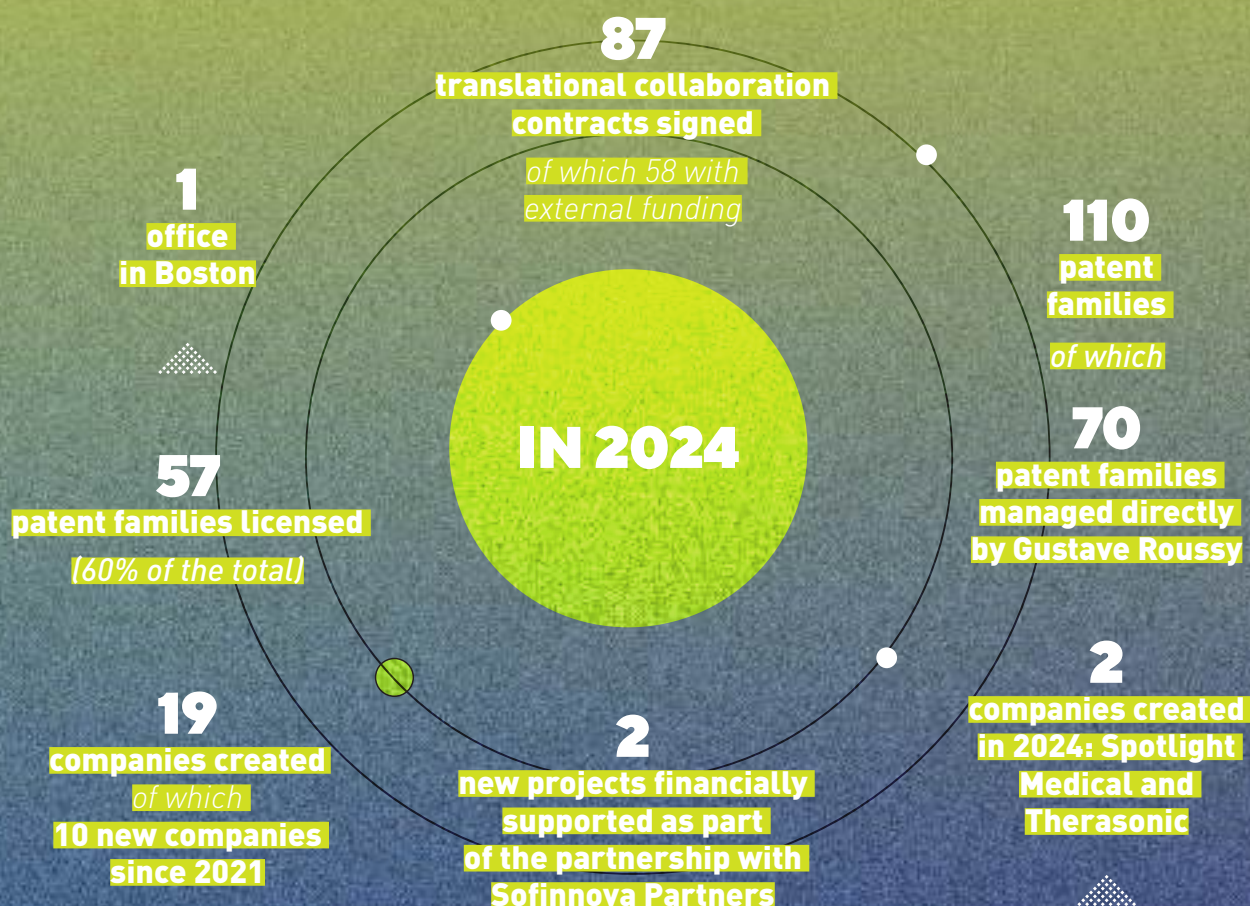 87
translational collaboration
contracts signed
of which 58 with
external funding
1
office
in Boston
110
patent
families
of which
70
patent families
managed directly
by Gustave Roussy
IN 2024
57
patent families licensed
(60% of the total)
2
companies created
in 2024: Spotlight
Medical and
Therasonic
19
companies created
of which
10 new companies
since 2021
2
new projects financially
supported as part
of the partnership with
Sofinnova Partners